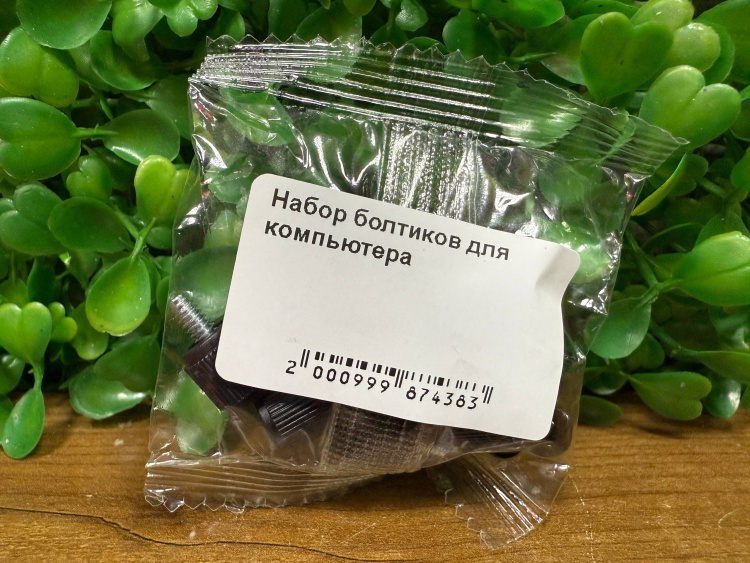 Набор болтиков для
компьютера
2 000999 874383